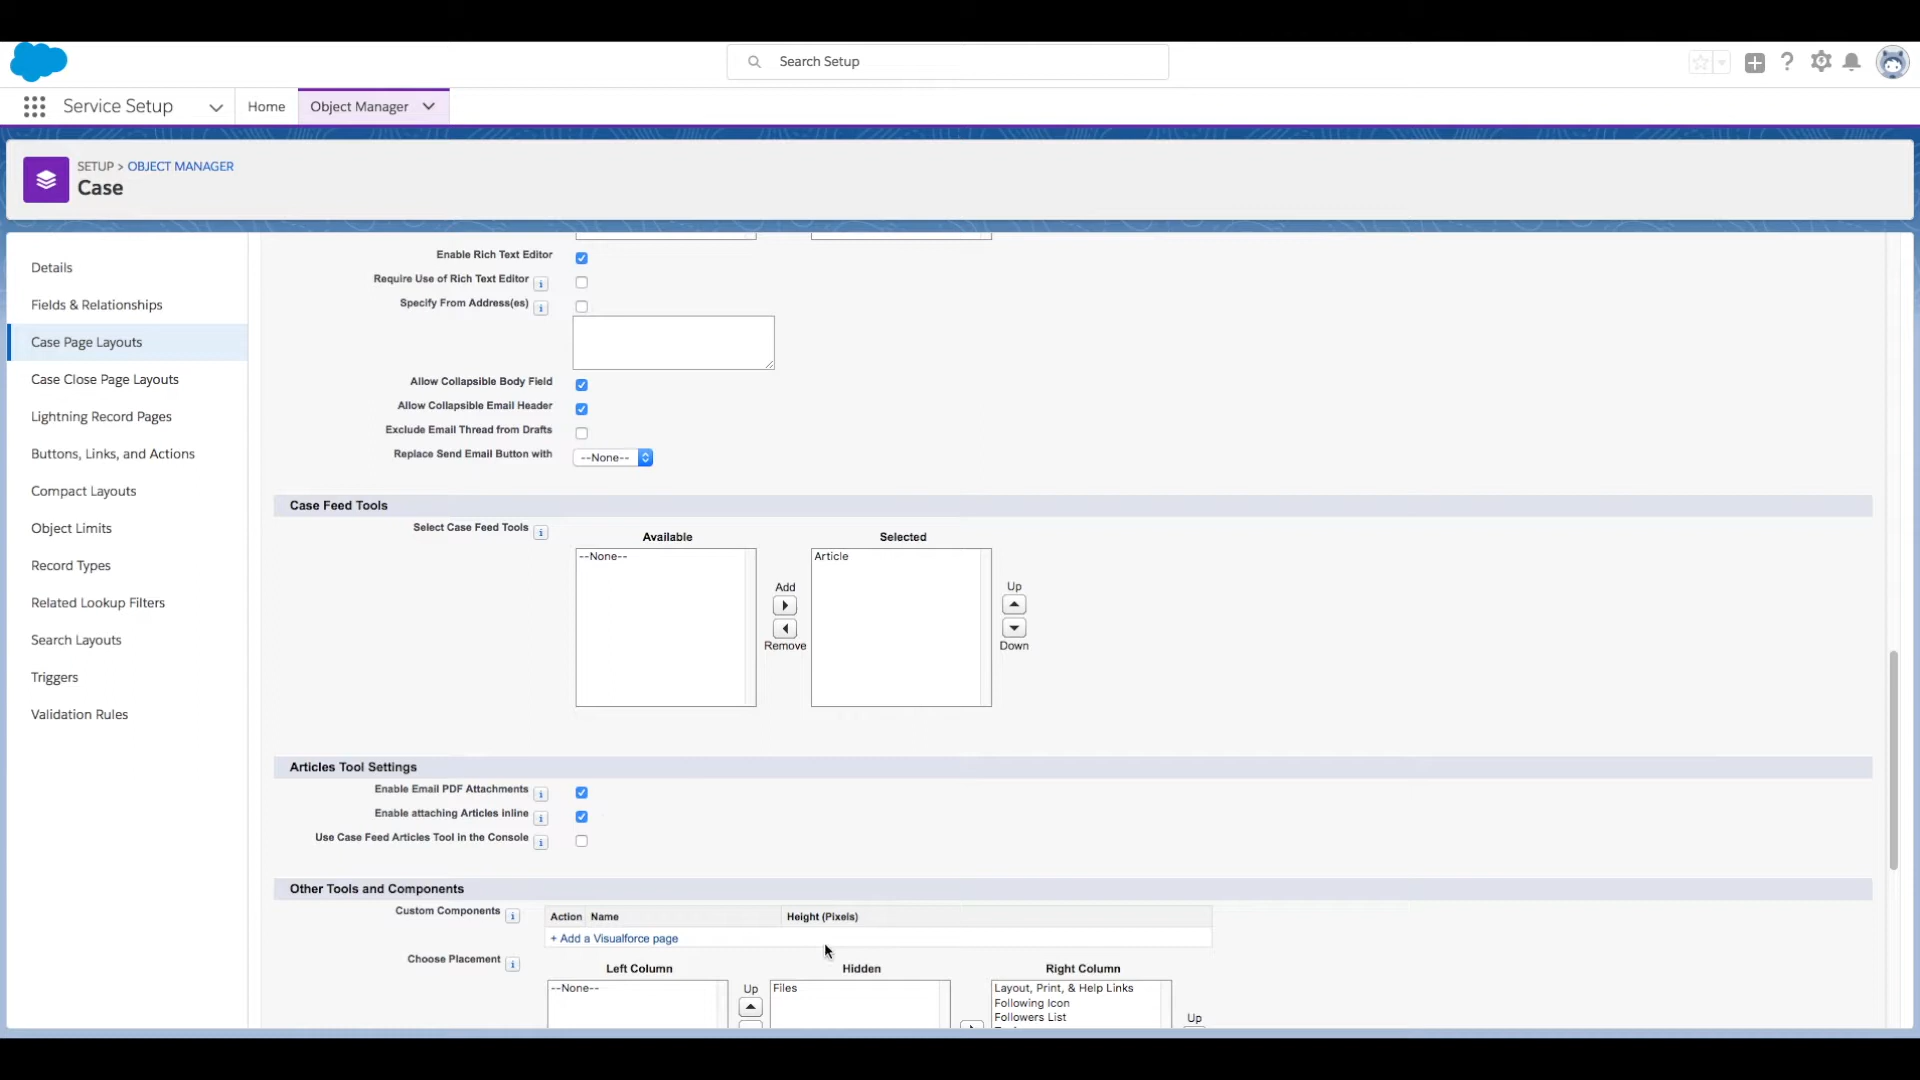 Search Setup
Service Setup
Home
Object Manager
SETUP > OBJECT MANAGER
Case
Details
Fields & Relationships
Case Page Layouts
Case Close Page Layouts
Lightning Record Pages
Buttons, Links, and Actions
Compact Layouts
Object Limits
Record Types
Related Lookup Filters
Search Layouts
Triggers
Validation Rules
Enable Rich Text Editor
Require Use of Rich Text Editor
Specify From Address(es)
Allow Collapsible Body Field
Allow Collapsible Email Header
Exclude Email Thread from Drafts
Replace Send Email Button with --None--
Case Feed Tools
Select Case Feed Tools
Available
Selected
--None--
Article
Add
Remove
Up
Down
Articles Tool Settings
Enable Email PDF Attachments
Enable attaching Articles inline
Use Case Feed Articles Tool in the Console
Other Tools and Components
Custom Components
Action Name Height (Pixels)
+ Add a Visualforce page
Choose Placement
Left Column
Hidden
Right Column
--None--
Up
Files
Layout, Print, & Help Links
Following Icon
Followers List
Up